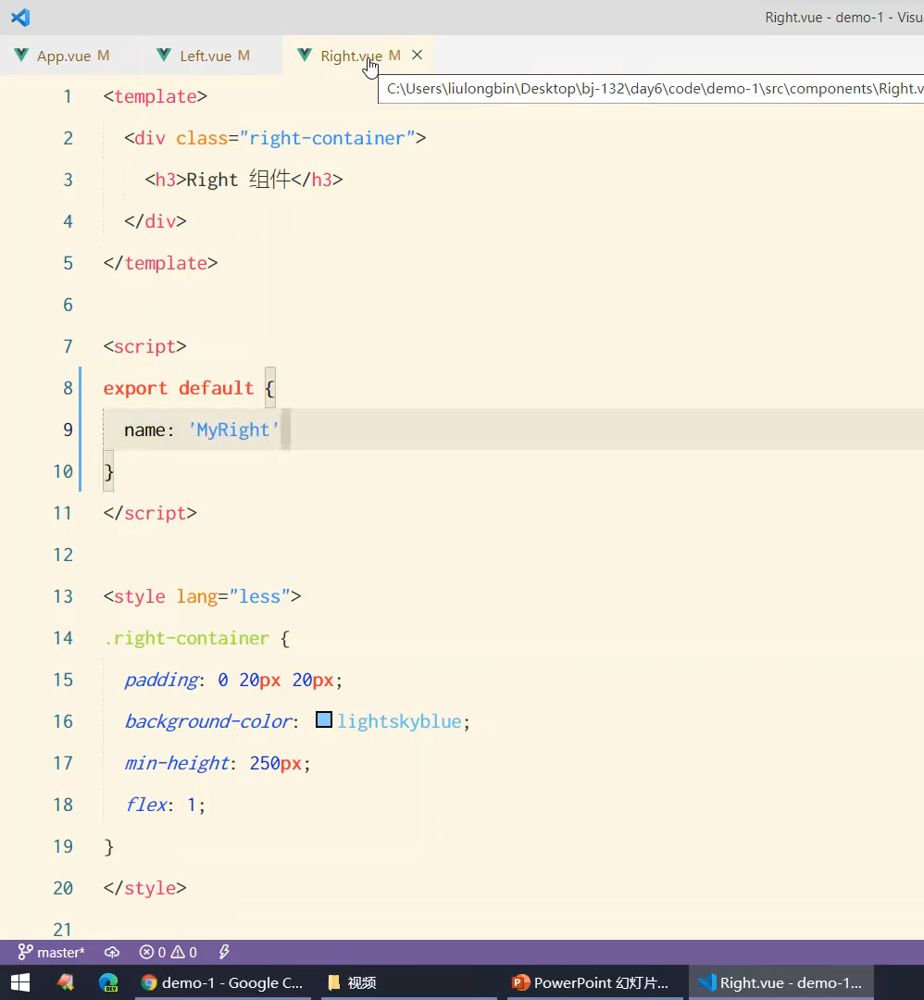 Right.vue - demo-1 - Visu
App.vue M
Left.vue M
Right.vue M
C:\Users\liulongbin\Desktop\bj-132\day6\code\demo-1\src\components\Right.v
1 <template>
2 <div class="right-container">
3 <h3>Right 组件</h3>
4 </div>
5 </template>
6
7 <script>
8 export default {
9 name: 'MyRight'
10 }
11 </script>
12
13 <style lang="less">
14 .right-container {
15 padding: 0 20px 20px;
16 background-color: lightskyblue;
17 min-height: 250px;
18 flex: 1;
19 }
20 </style>
21
master* 0 0
DEV
demo-1 - Google C...
视频
PowerPoint 幻灯片...
Right.vue - demo-1...